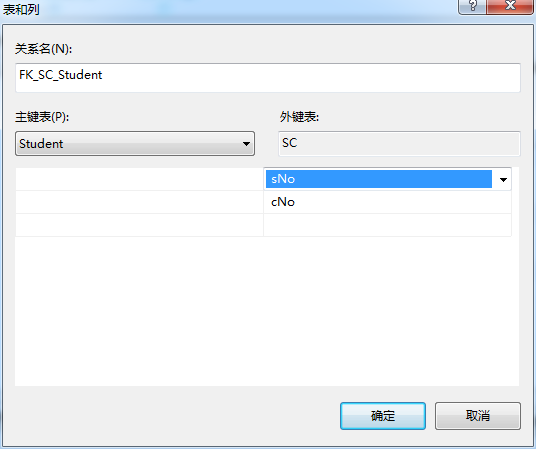 表和列
关系名(N):
FK_SC_Student
主键表(P):
外键表:
Student
SC
sNo
cNo
确定
取消